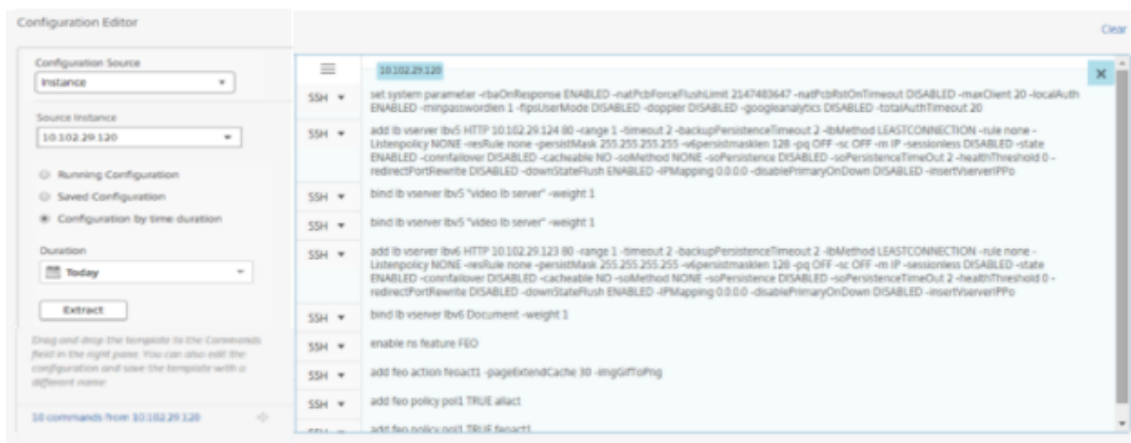 Configuration Editor
Clear
Configuration Source
Instance
Source Instance
10.102.29.120
Running Configuration
Saved Configuration
Configuration by time duration
Duration
Today
Extract
Drag and drop the template to the Commands
field in the right pane. You can also edit the
configuration and save the template with a
different name
10 commands from 10.102.29.120
10.102.29.120
SSH set system parameter -rbaOnResponse ENABLED -natPcbForceFlushLimit 2147483647 -natPcbRstOnTimeout DISABLED -maxClient 20 -localAuth
ENABLED -minpasswordlen 1 -fipsUserMode DISABLED -doppler DISABLED -googleanalytics DISABLED -totalAuthTimeout 20
SSH add lb vserver lbv5 HTTP 10.102.29.124 80 -range 1 -timeout 2 -backupPersistenceTimeout 2 -lbMethod LEASTCONNECTION -rule none -
Listenpolicy NONE -resRule none -persistMask 255.255.255.255 -v6persistmasklen 128 -pq OFF -sc OFF -m IP -sessionless DISABLED -state
ENABLED -connfailover DISABLED -cacheable NO -soMethod NONE -soPersistence DISABLED -soPersistenceTimeOut 2 -healthThreshold 0 -
redirectPortRewrite DISABLED -downStateFlush ENABLED -IPMapping 0.0.0.0 -disablePrimaryOnDown DISABLED -insertVserverIPPo
SSH bind lb vserver lbv5 "video lb server" -weight 1
SSH bind lb vserver lbv5 "video lb server" -weight 1
SSH add lb vserver lbv6 HTTP 10.102.29.123 80 -range 1 -timeout 2 -backupPersistenceTimeout 2 -lbMethod LEASTCONNECTION -rule none -
Listenpolicy NONE -resRule none -persistMask 255.255.255.255 -v6persistmasklen 128 -pq OFF -sc OFF -m IP -sessionless DISABLED -state
ENABLED -connfailover DISABLED -cacheable NO -soMethod NONE -soPersistence DISABLED -soPersistenceTimeOut 2 -healthThreshold 0 -
redirectPortRewrite DISABLED -downStateFlush ENABLED -IPMapping 0.0.0.0 -disablePrimaryOnDown DISABLED -insertVserverIPPo
SSH bind lb vserver lbv6 Document -weight 1
SSH enable ns feature FEO
SSH add feo action feoact1 -pageExtendCache 30 -imgGifToPng
SSH add feo policy pol1 TRUE allact
SSH add feo policy pol1 TRUE feoact1